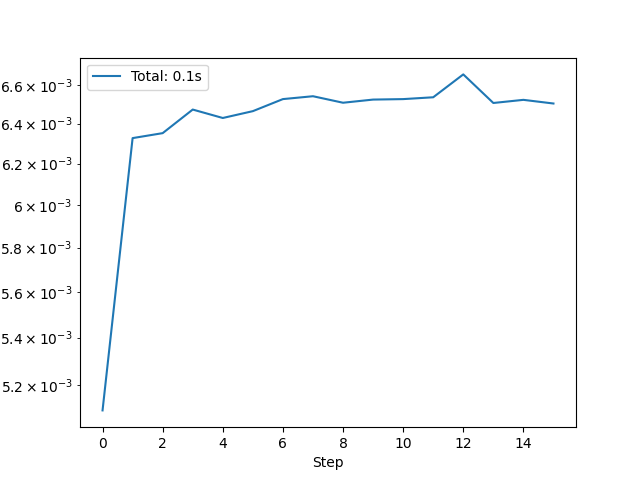 Total: 0.1s
6.6 × 10⁻³
6.4 × 10⁻³
6.2 × 10⁻³
6 × 10⁻³
5.8 × 10⁻³
5.6 × 10⁻³
5.4 × 10⁻³
5.2 × 10⁻³
0 2 4 6 8 10 12 14
Step